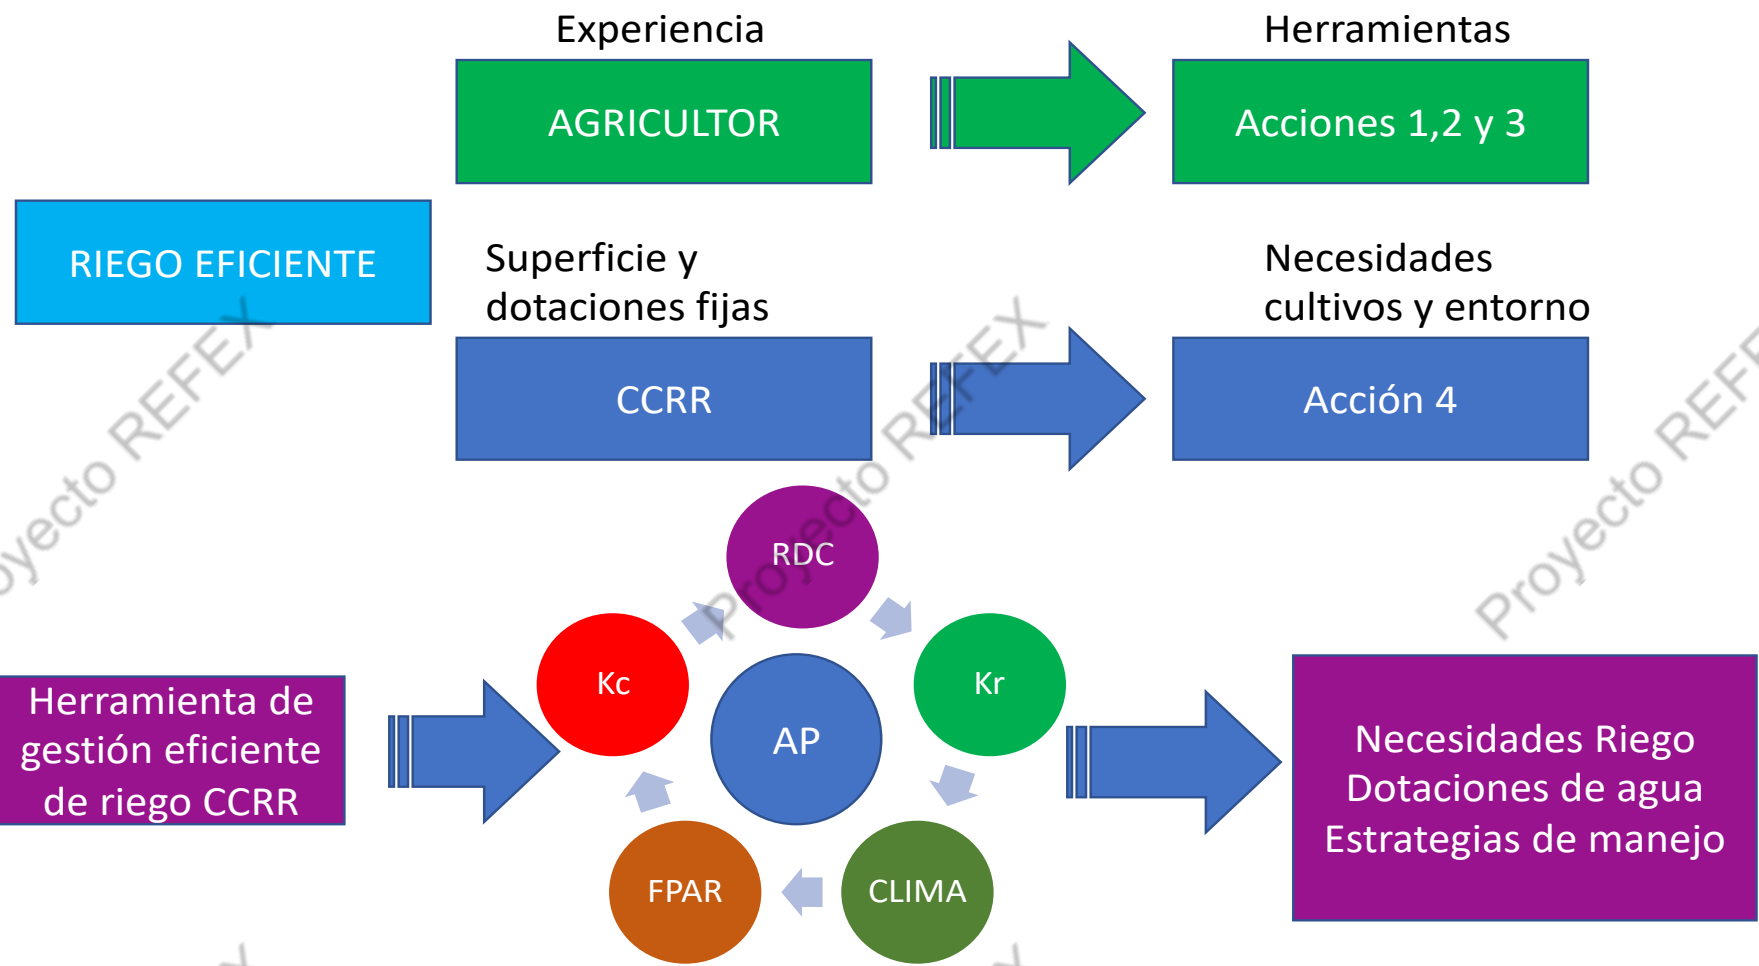 Experiencia
Herramientas
AGRICULTOR
Acciones 1,2 y 3
RIEGO EFICIENTE
Superficie y
dotaciones fijas
Necesidades
cultivos y entorno
CCRR
Acción 4
Proyecto REFEX
Proyecto REFEX
Proyecto REFEX
RDC
Kc
Kr
AP
FPAR
CLIMA
Herramienta de
gestión eficiente
de riego CCRR
Necesidades Riego
Dotaciones de agua
Estrategias de manejo